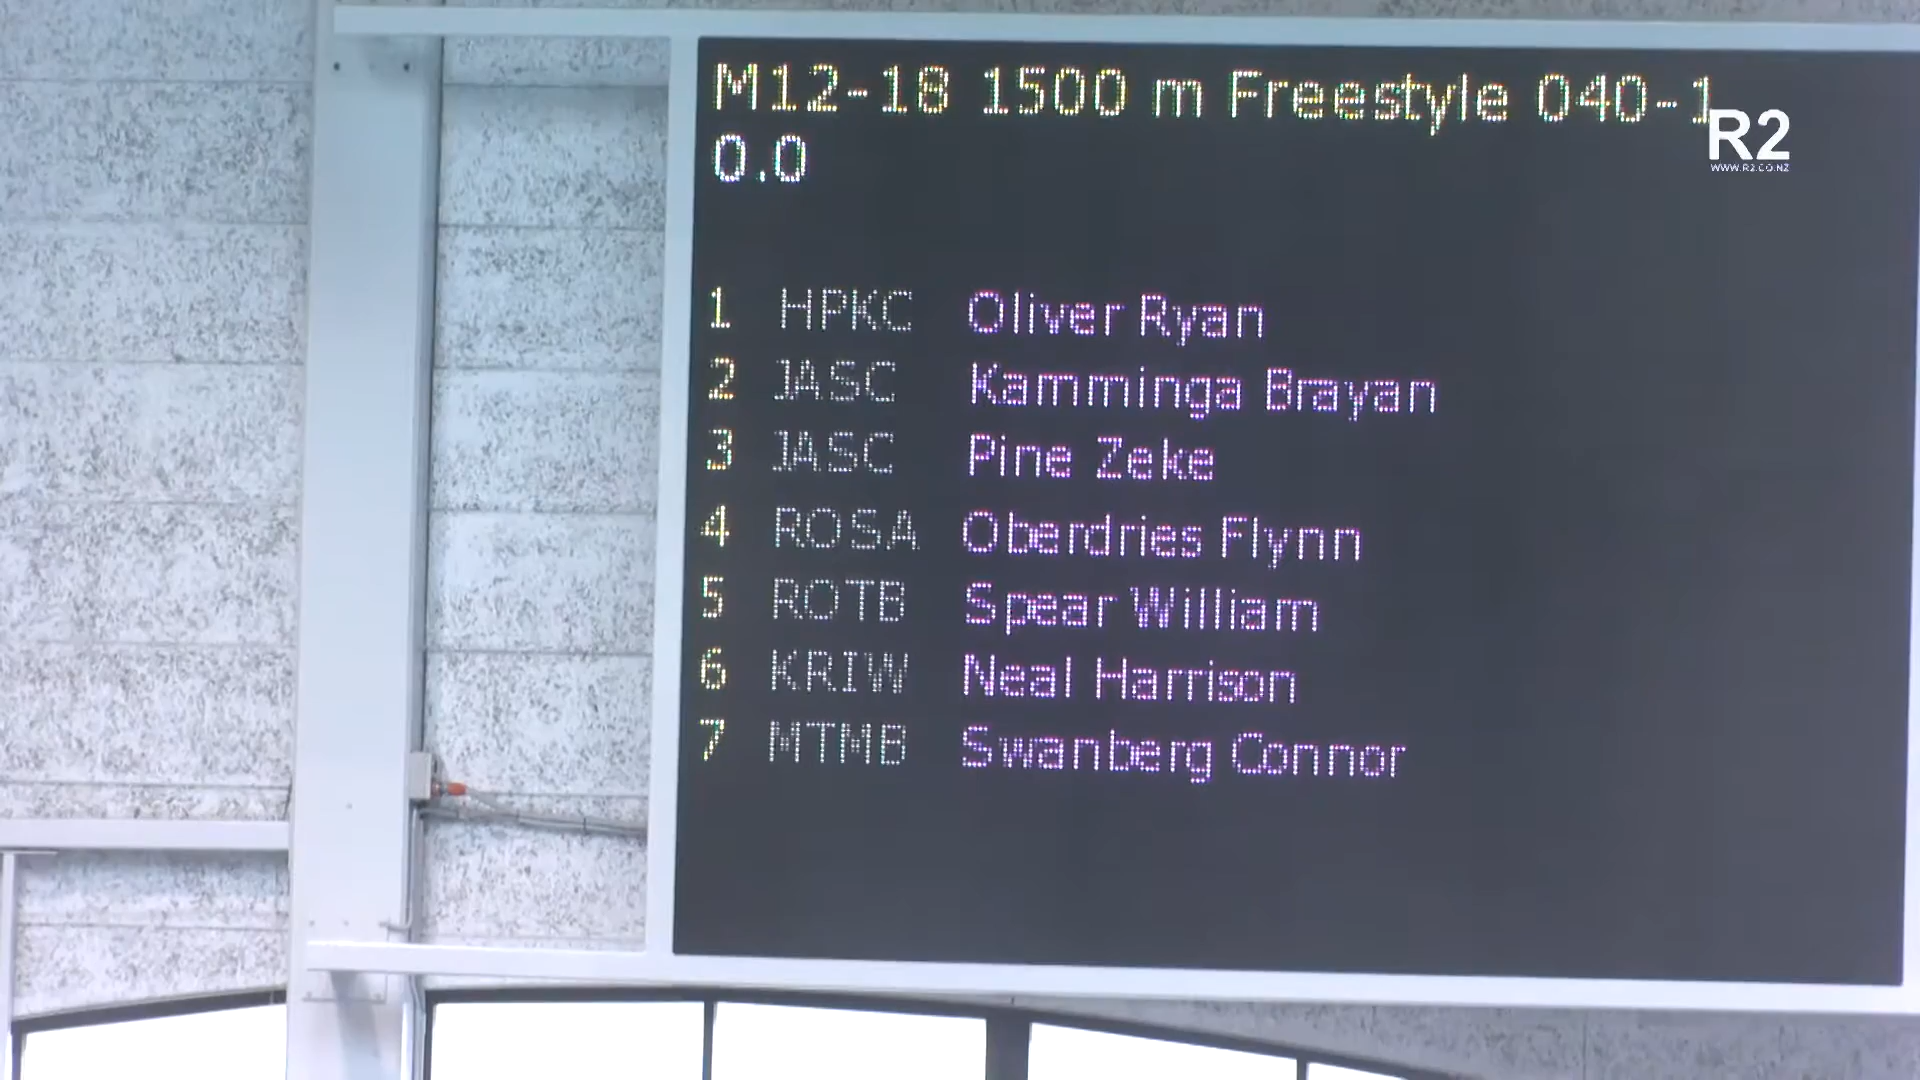 M12-18 1500 m Freestyle 040-1
0.0
R2
WWW.R2.CO.NZ
1 HPKC Oliver Ryan
2 JASC Kamminga Brayan
3 JASC Pine Zeke
4 ROSA Oberdries Flynn
5 ROTB Spear William
6 KRIW Neal Harrison
7 MTMB Swanberg Connor